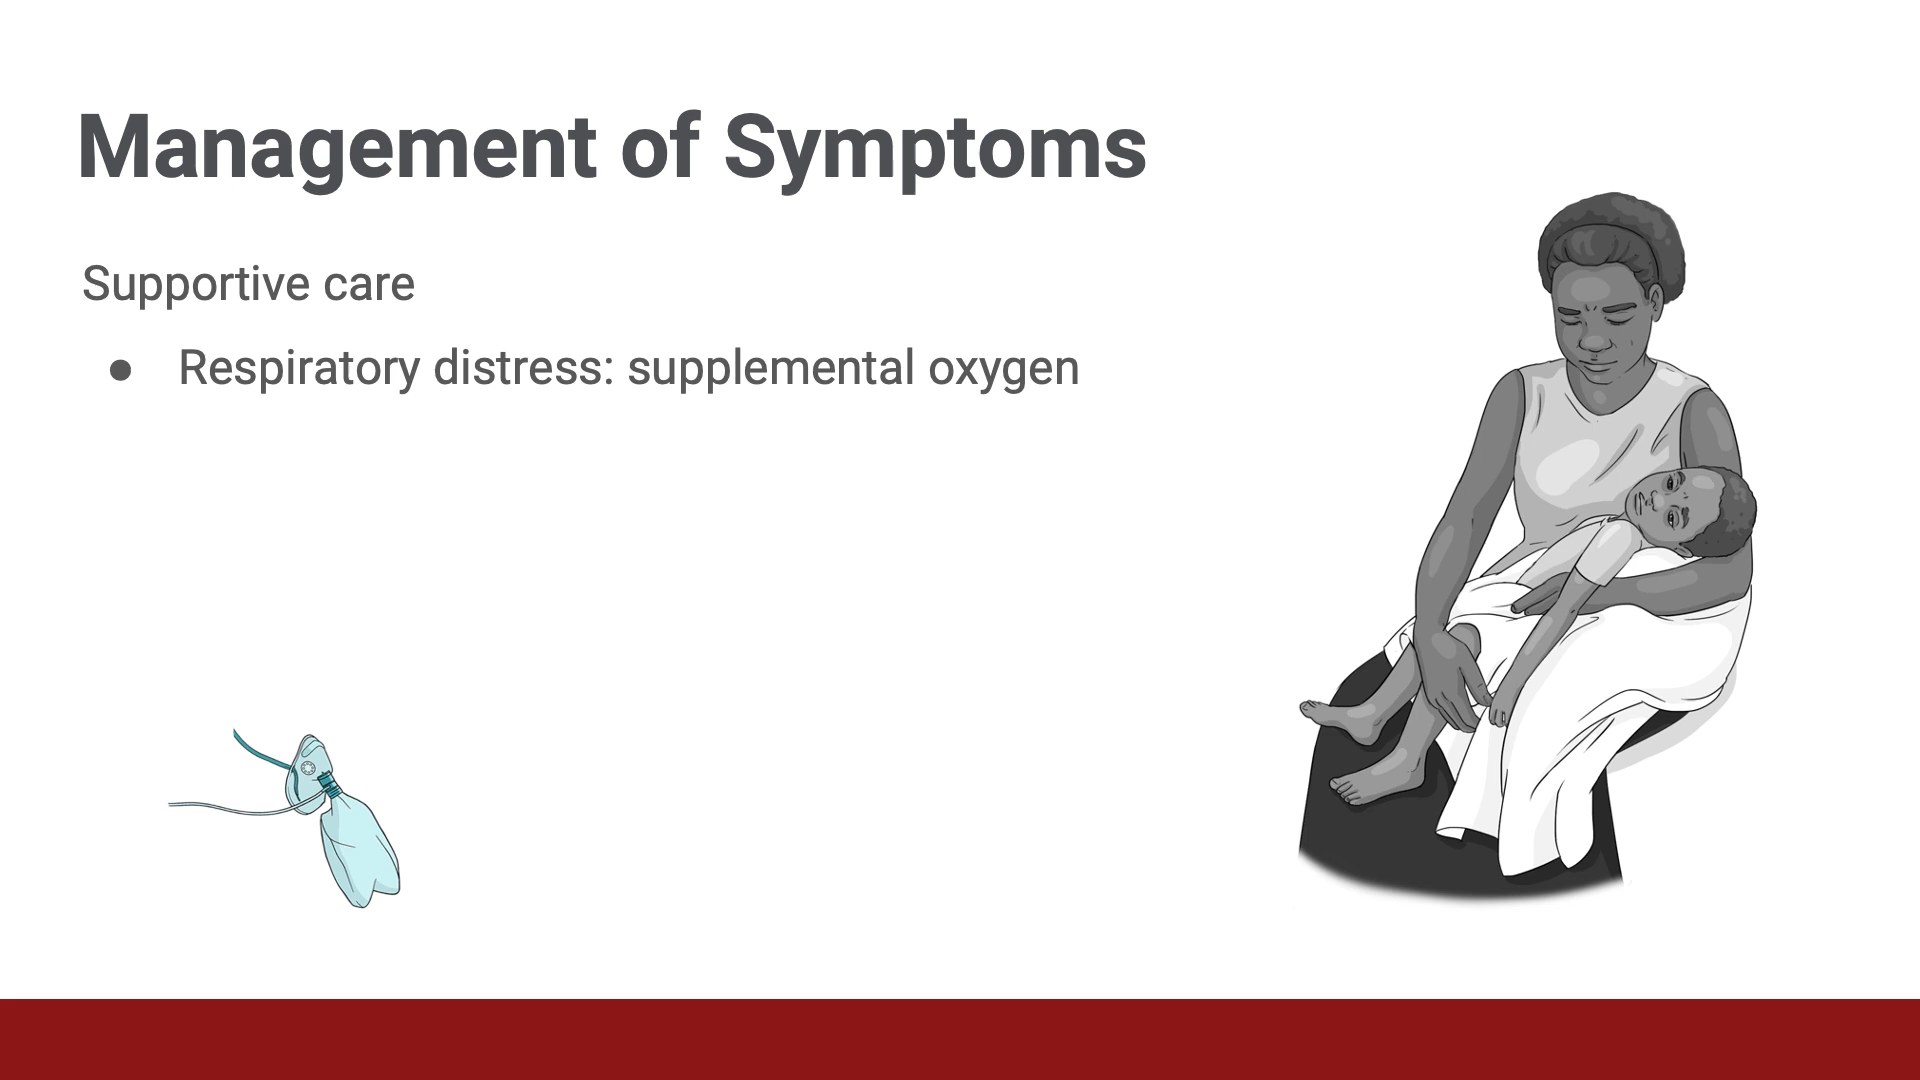 Management of Symptoms
Supportive care
● Respiratory distress: supplemental oxygen